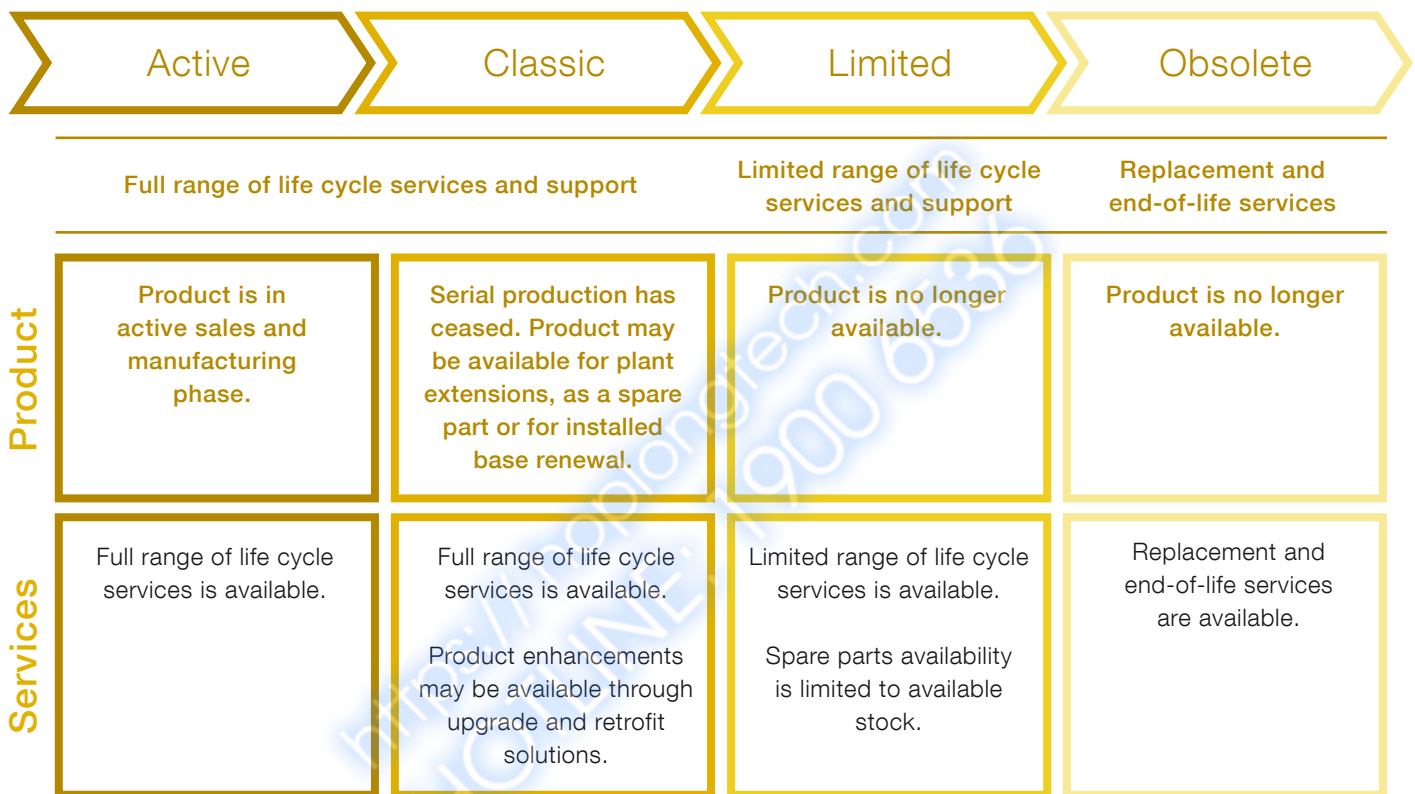 Active
Classic
Limited
Obsolete
Full range of life cycle services and support
Limited range of life cycle
services and support
Replacement and
end-of-life services
Product
Product is in
active sales and
manufacturing
phase.
Serial production has
ceased. Product may
be available for plant
extensions, as a spare
part or for installed
base renewal.
Product is no longer
available.
Product is no longer
available.
Services
Full range of life cycle
services is available.
Full range of life cycle
services is available.
Product enhancements
may be available through
upgrade and retrofit
solutions.
Limited range of life cycle
services is available.
Spare parts availability
is limited to available
stock.
Replacement and
end-of-life services
are available.
https://hopiongtech.com
HOTLINE: 1900 6536